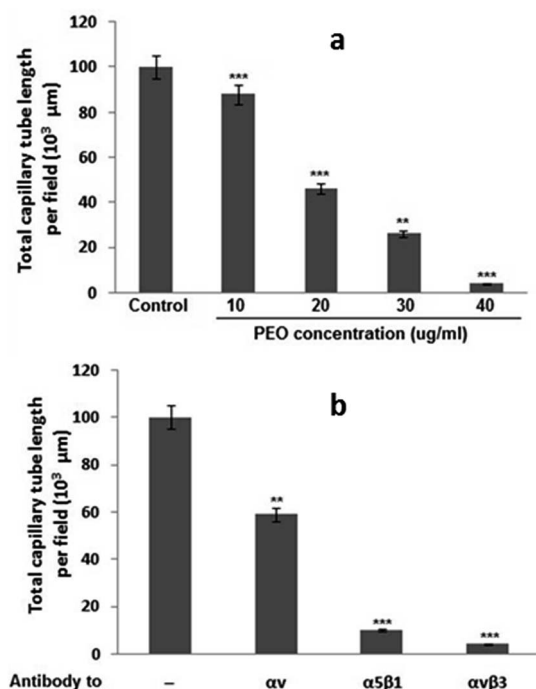 a
Total capillary tube length
per field (10³ µm)
120
100
80
60
40
20
0
***
***
**
***
Control 10 20 30 40
PEO concentration (ug/ml)
b
Total capillary tube length
per field (10³ µm)
120
100
80
60
40
20
0
**
***
***
Antibody to – αv α5β1 αvβ3